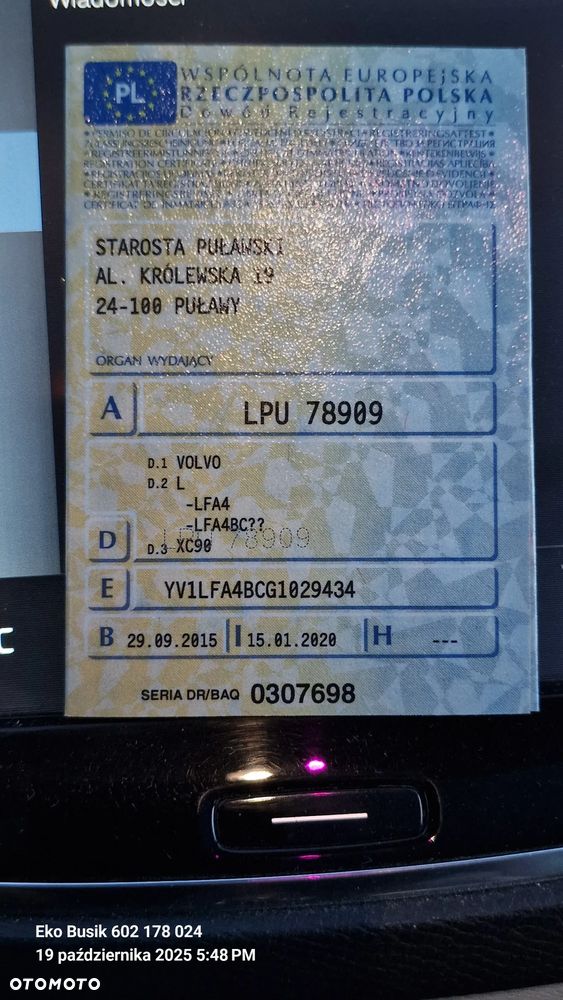 Wiadomości
PL
WSPÓLNOTA EUROPEJSKA
RZECZPOSPOLITA POLSKA
Dowód Rejestracyjny
STAROSTA PUŁAWSKI
AL. KRÓLEWSKA 19
24-100 PUŁAWY
ORGAN WYDAJĄCY
A LPU 78909
D.1 VOLVO
D.2 L
-LFA4
-LFA4BC??
LPU 78909
D D.3 XC90
E YV1LFA4BCG1029434
B 29.09.2015 I 15.01.2020 H ---
SERIA DR/BAQ 0307698
C
Eko Busik 602 178 024
19 października 2025 5:48 PM
OTOMOTO